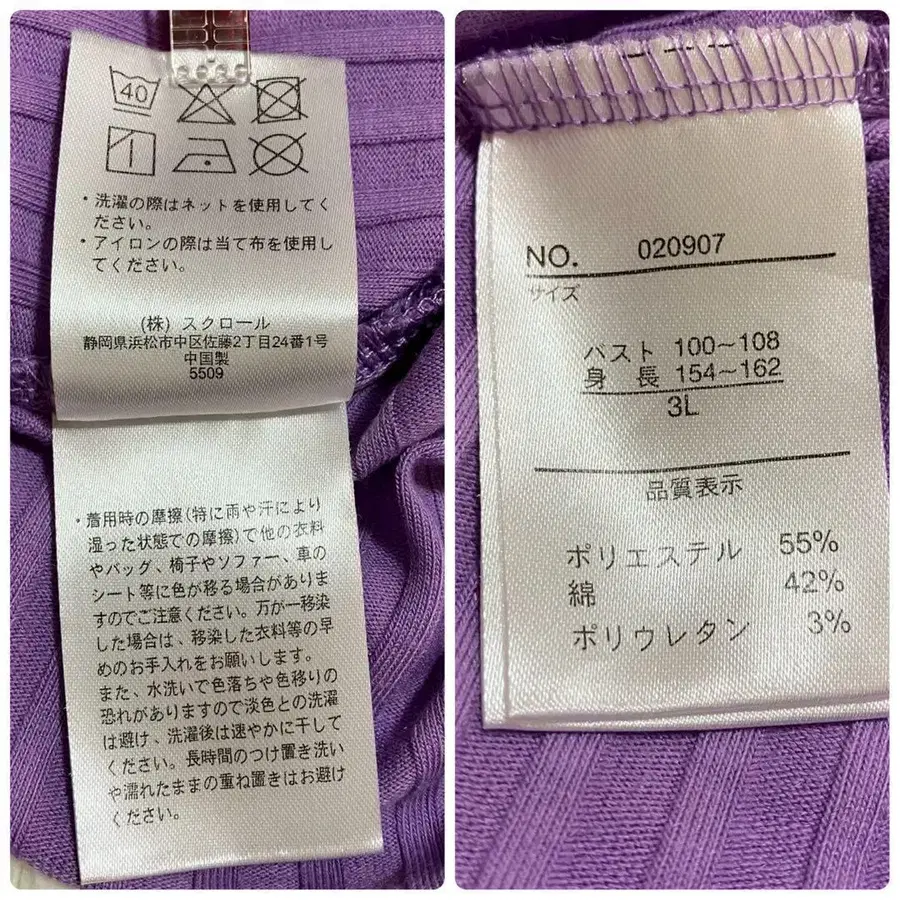 40
・洗濯の際はネットを使用してく
ださい。
・アイロンの際は当て布を使用し
てください。
(株) スクロール
静岡県浜松市中区佐藤2丁目24番1号
中国製
5509
・着用時の摩擦(特に雨や汗により
湿った状態での摩擦)で他の衣料
やバッグ、椅子やソファー、車の
シート等に色が移る場合がありま
すのでご注意ください。万が一移染
した場合は、移染した衣料等の早
めのお手入れをお願いします。
また、水洗いで色落ちや色移りの
恐れがありますので淡色との洗濯
は避け、洗濯後は速やかに干して
ください。長時間のつけ置き洗い
や濡れたままの重ね置きはお避け
ください。
NO. 020907
サイズ
バスト 100~108
身長 154~162
3L
品質表示
ポリエステル 55%
綿 42%
ポリウレタン 3%